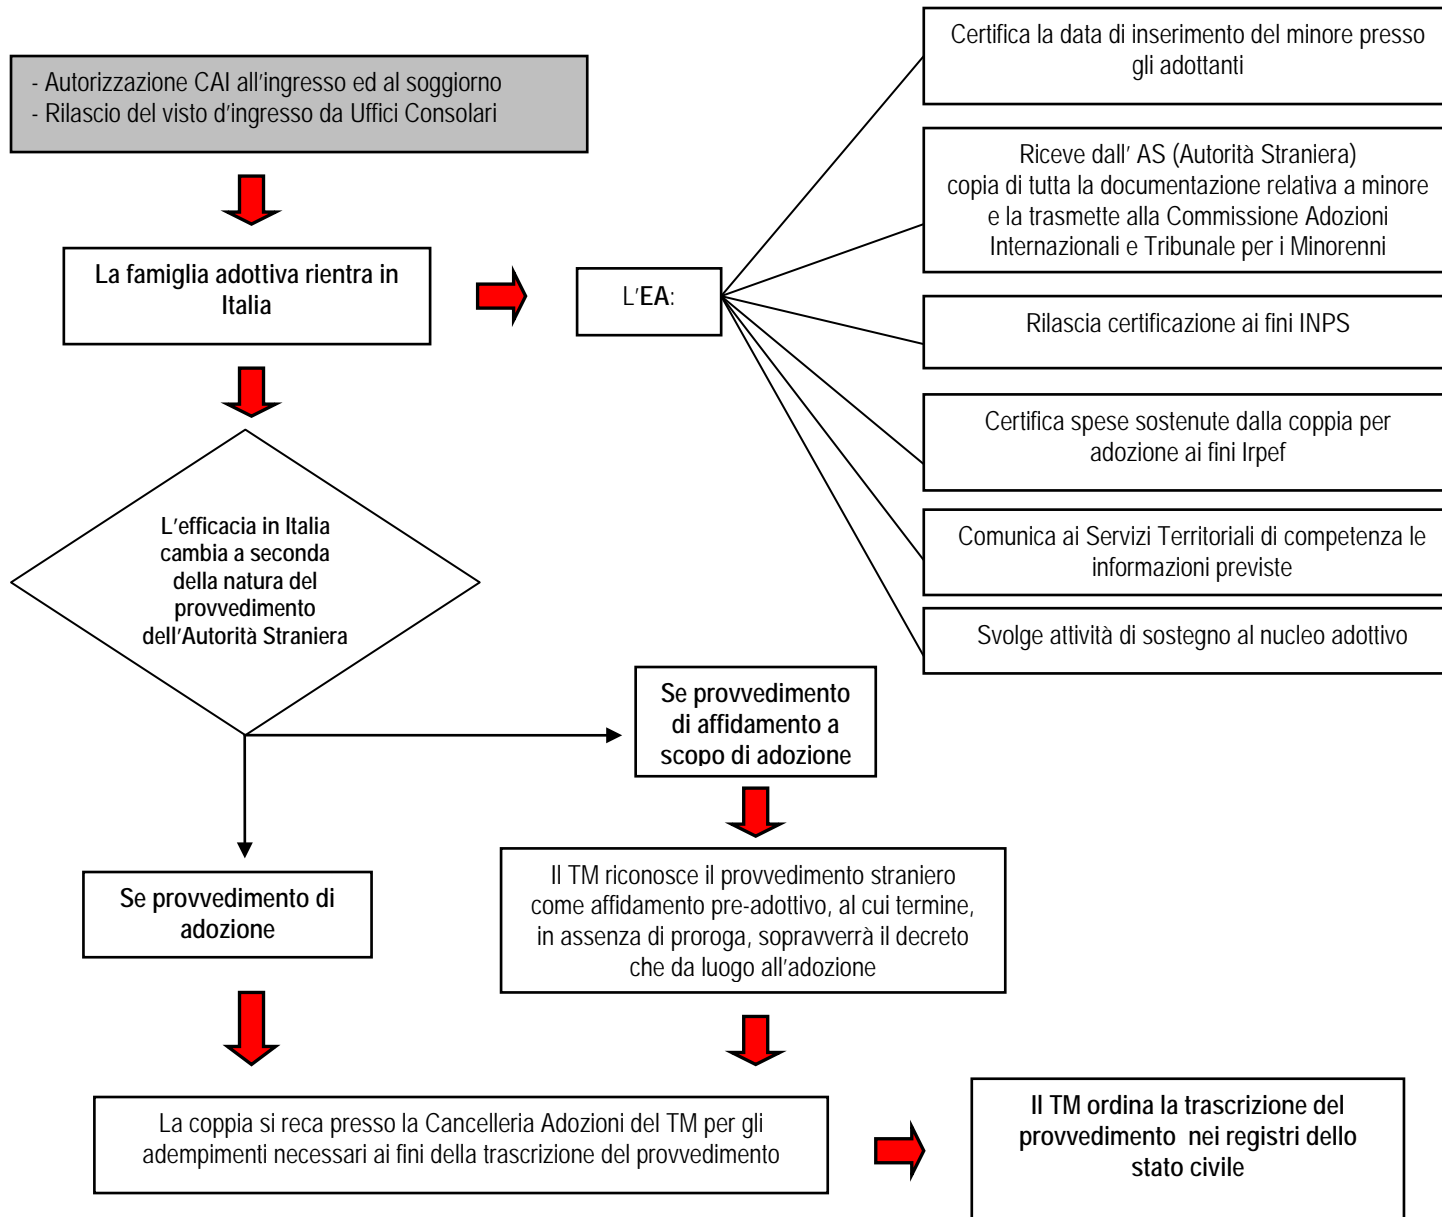 - Autorizzazione CAI all'ingresso ed al soggiorno
- Rilascio del visto d'ingresso da Uffici Consolari
La famiglia adottiva rientra in
Italia
L'EA:
Certifica la data di inserimento del minore presso
gli adottanti
Riceve dall' AS (Autorità Straniera)
copia di tutta la documentazione relativa a minore
e la trasmette alla Commissione Adozioni
Internazionali e Tribunale per i Minorenni
Rilascia certificazione ai fini INPS
Certifica spese sostenute dalla coppia per
adozione ai fini Irpef
Comunica ai Servizi Territoriali di competenza le
informazioni previste
Svolge attività di sostegno al nucleo adottivo
L'efficacia in Italia
cambia a seconda
della natura del
provvedimento
dell'Autorità Straniera
Se provvedimento
di affidamento a
scopo di adozione
Se provvedimento di
adozione
Il TM riconosce il provvedimento straniero
come affidamento pre-adottivo, al cui termine,
in assenza di proroga, sopravverrà il decreto
che da luogo all'adozione
La coppia si reca presso la Cancelleria Adozioni del TM per gli
adempimenti necessari ai fini della trascrizione del provvedimento
Il TM ordina la trascrizione del
provvedimento nei registri dello
stato civile